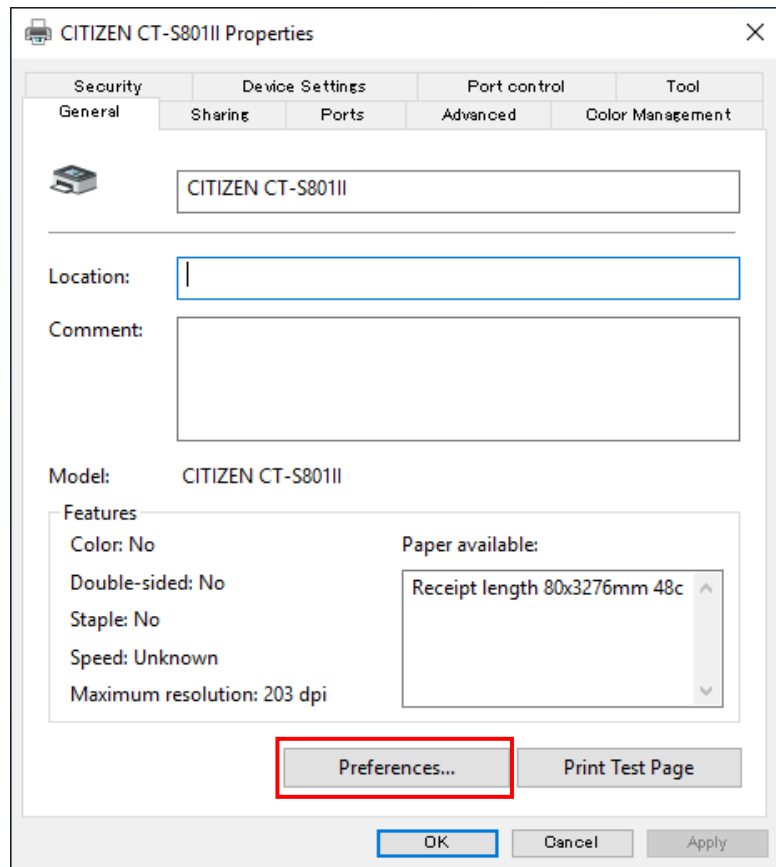 CITIZEN CT-S801II Properties
Security Device Settings Port control Tool
General Sharing Ports Advanced Color Management
CITIZEN CT-S801II
Location:
Comment:
Model: CITIZEN CT-S801II
Features
Color: No
Double-sided: No
Staple: No
Speed: Unknown
Maximum resolution: 203 dpi
Paper available:
Receipt length 80x3276mm 48c
Preferences... Print Test Page
OK Cancel Apply